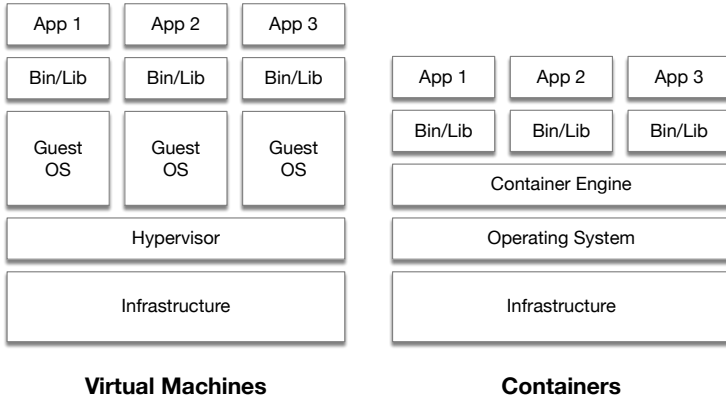 App 1
App 2
App 3
Bin/Lib
Bin/Lib
Bin/Lib
Guest
OS
Guest
OS
Guest
OS
Hypervisor
Infrastructure
Virtual Machines
App 1
App 2
App 3
Bin/Lib
Bin/Lib
Bin/Lib
Container Engine
Operating System
Infrastructure
Containers